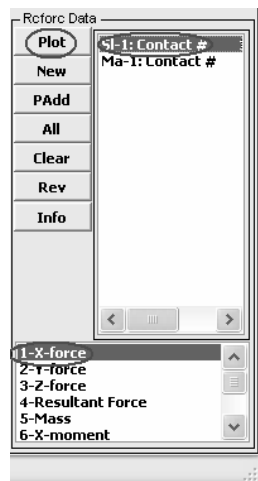 Rcforc Data
Plot
New
PAdd
All
Clear
Rev
Info
Sl-1: Contact #
Ma-1: Contact #
1-X-force
2-Y-force
3-Z-force
4-Resultant Force
5-Mass
6-X-moment